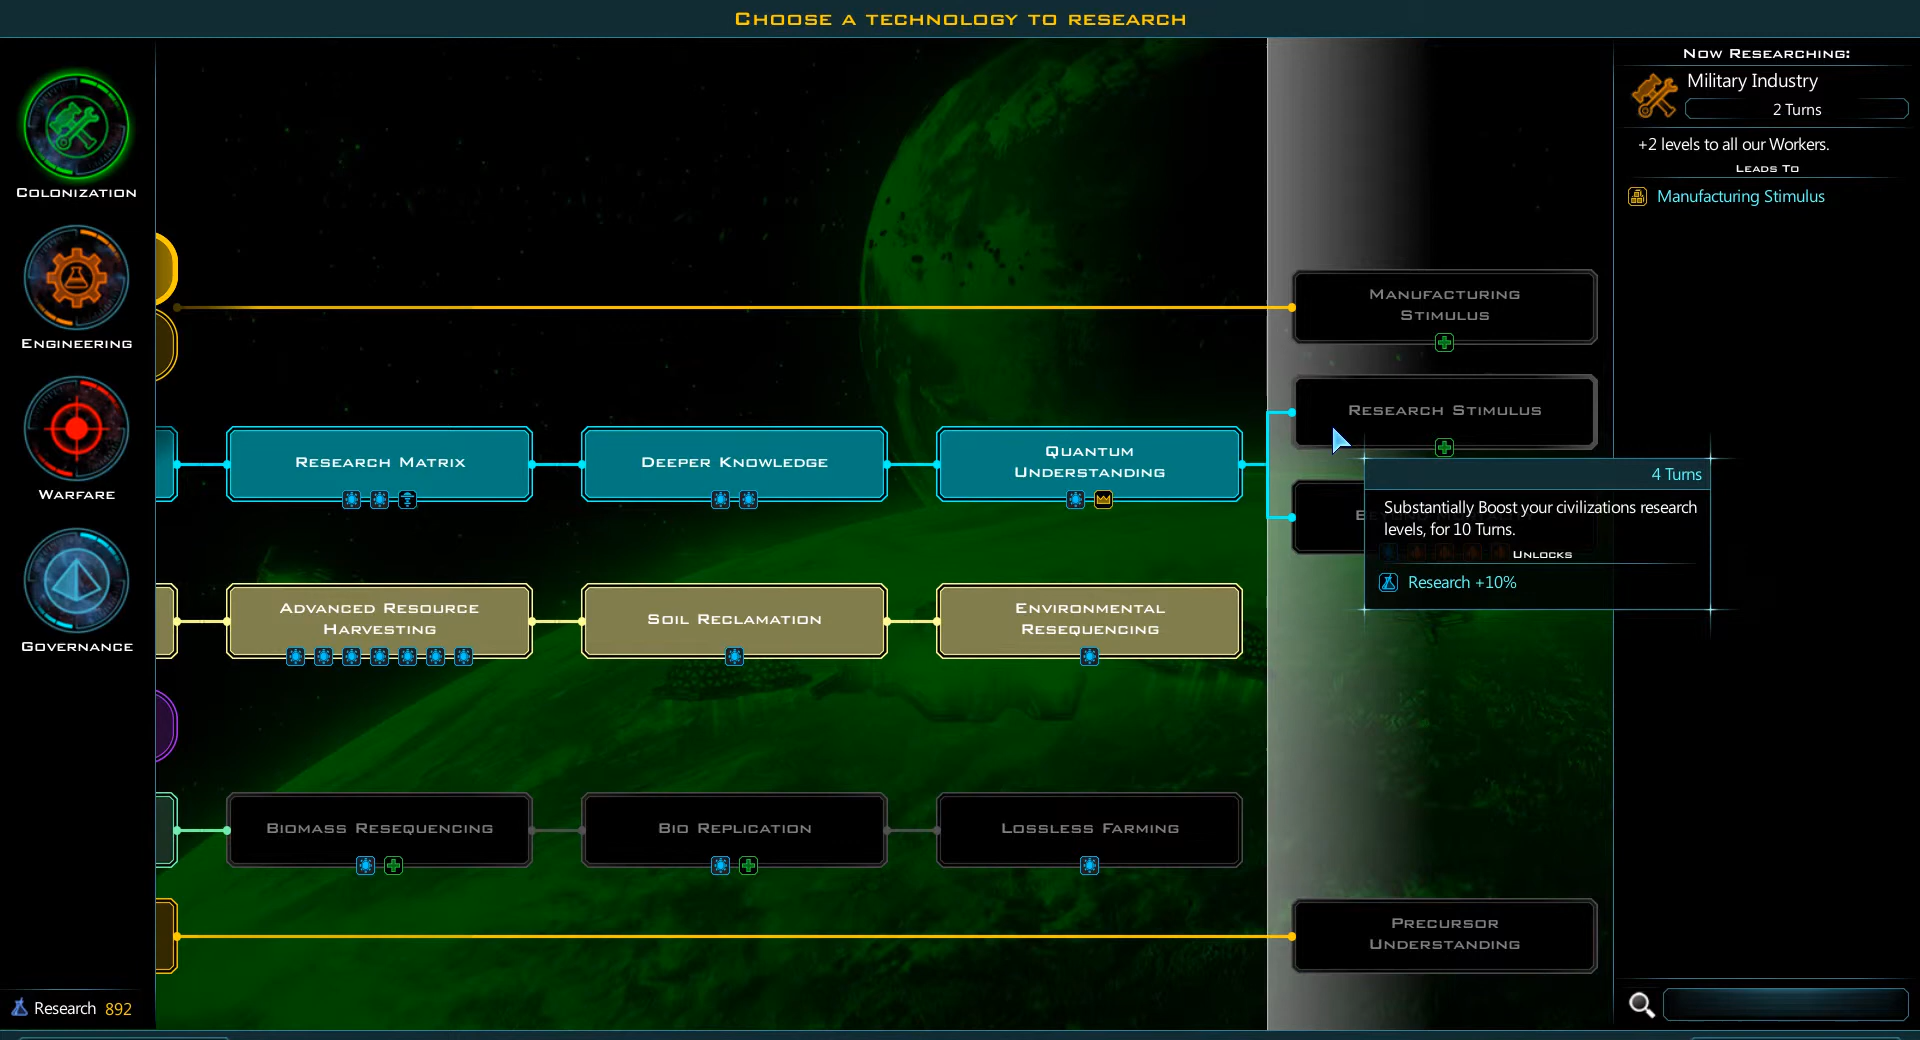 Choose a technology to research
Colonization
Engineering
Warfare
Governance
Research 892
Manufacturing
Stimulus
Research Matrix
Deeper Knowledge
Quantum
Understanding
Research Stimulus
4 Turns
Substantially Boost your civilizations research
levels, for 10 Turns.
Unlocks
Research +10%
Advanced Resource
Harvesting
Soil Reclamation
Environmental
Resequencing
Biomass Resequencing
Bio Replication
Lossless Farming
Precursor
Understanding
Now Researching:
Military Industry
2 Turns
+2 levels to all our Workers.
Leads To
Manufacturing Stimulus